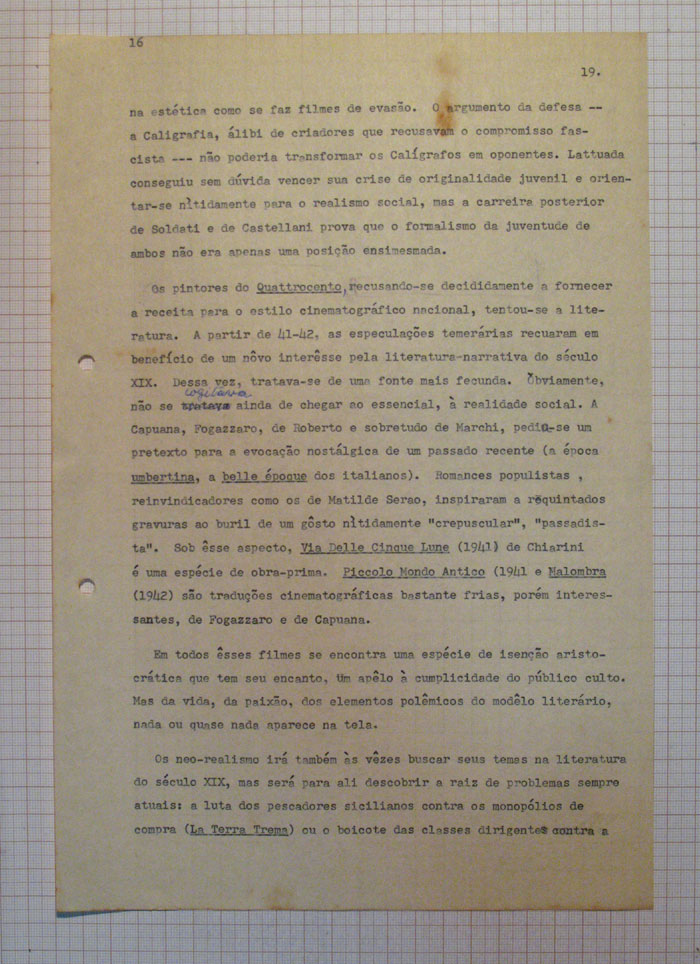 16
19.
na estética como se faz filmes de evasão. O argumento da defesa --
a Caligrafia, álibi de criadores que recusavam o compromisso fas-
cista --- não poderia transformar os Calígrafos em oponentes. Lattuada
conseguiu sem dúvida vencer sua crise de originalidade juvenil e orien-
tar-se nìtidamente para o realismo social, mas a carreira posterior
de Soldati e de Castellani prova que o formalismo da juventude de
ambos não era apenas uma posição ensimesmada.
Os pintores do Quattrocento, recusando-se decididamente a fornecer
a receita para o estilo cinematográfico nacional, tentou-se a lite-
ratura. A partir de 41-42, as especulações temerárias recuaram em
benefício de um nôvo interêsse pela literatura-narrativa do século
XIX. Dessa vez, tratava-se de uma fonte mais fecunda. Obviamente,
cogitava
não se tratava ainda de chegar ao essencial, à realidade social. A
Capuana, Fogazzaro, de Roberto e sobretudo de Marchi, pedia-se um
pretexto para a evocação nostálgica de um passado recente (a época
umbertina, a belle époque dos italianos). Romances populistas ,
reinvindicadores como os de Matilde Serao, inspiraram a requintados
gravuras ao buril de um gôsto nìtidamente "crepuscular", "passadis-
ta". Sob êsse aspecto, Via Delle Cinque Lune (1941) de Chiarini
é uma espécie de obra-prima. Piccolo Mondo Antico (1941 e Malombra
(1942) são traduções cinematográficas bastante frias, porém interes-
santes, de Fogazzaro e de Capuana.
Em todos êsses filmes se encontra uma espécie de isenção aristo-
crática que tem seu encanto, Um apêlo à cumplicidade do público culto.
Mas da vida, da paixão, dos elementos polêmicos do modêlo literário,
nada ou quase nada aparece na tela.
Os neo-realismo irá também às vêzes buscar seus temas na literatura
do século XIX, mas será para ali descobrir a raiz de problemas sempre
atuais: a luta dos pescadores sicilianos contra os monopólios de
compra (La Terra Trema) ou o boicote das classes dirigentes contra a